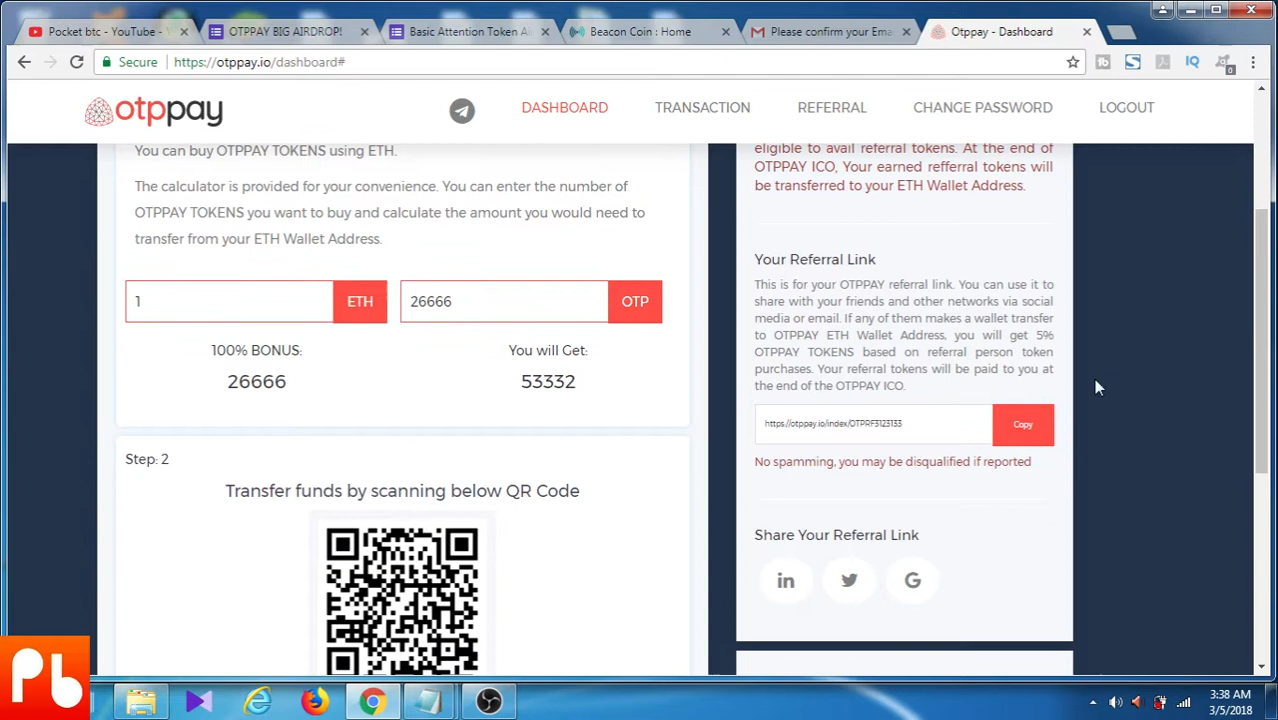 Pocket btc - YouTube -
OTPPAY BIG AIRDROP!
Basic Attention Token A
Beacon Coin : Home
Please confirm your Ema
Otppay - Dashboard
Secure https://otppay.io/dashboard#
IQ
0
otppay
DASHBOARD
TRANSACTION
REFERRAL
CHANGE PASSWORD
LOGOUT
You can buy OTPPAY TOKENS using ETH.
The calculator is provided for your convenience. You can enter the number of
OTPPAY TOKENS you want to buy and calculate the amount you would need to
transfer from your ETH Wallet Address.
1 ETH
26666 OTP
100% BONUS:
26666
You will Get:
53332
Step: 2
Transfer funds by scanning below QR Code
eligible to avail referral tokens. At the end of
OTPPAY ICO, Your earned refferral tokens will
be transferred to your ETH Wallet Address.
Your Referral Link
This is for your OTPPAY referral link. You can use it to
share with your friends and other networks via social
media or email. If any of them makes a wallet transfer
to OTPPAY ETH Wallet Address, you will get 5%
OTPPAY TOKENS based on referral person token
purchases. Your referral tokens will be paid to you at
the end of the OTPPAY ICO.
https://otppay.io/index/OTPRF3123133
Copy
No spamming, you may be disqualified if reported
Share Your Referral Link
in
G
Pb
3:38 AM
3/5/2018